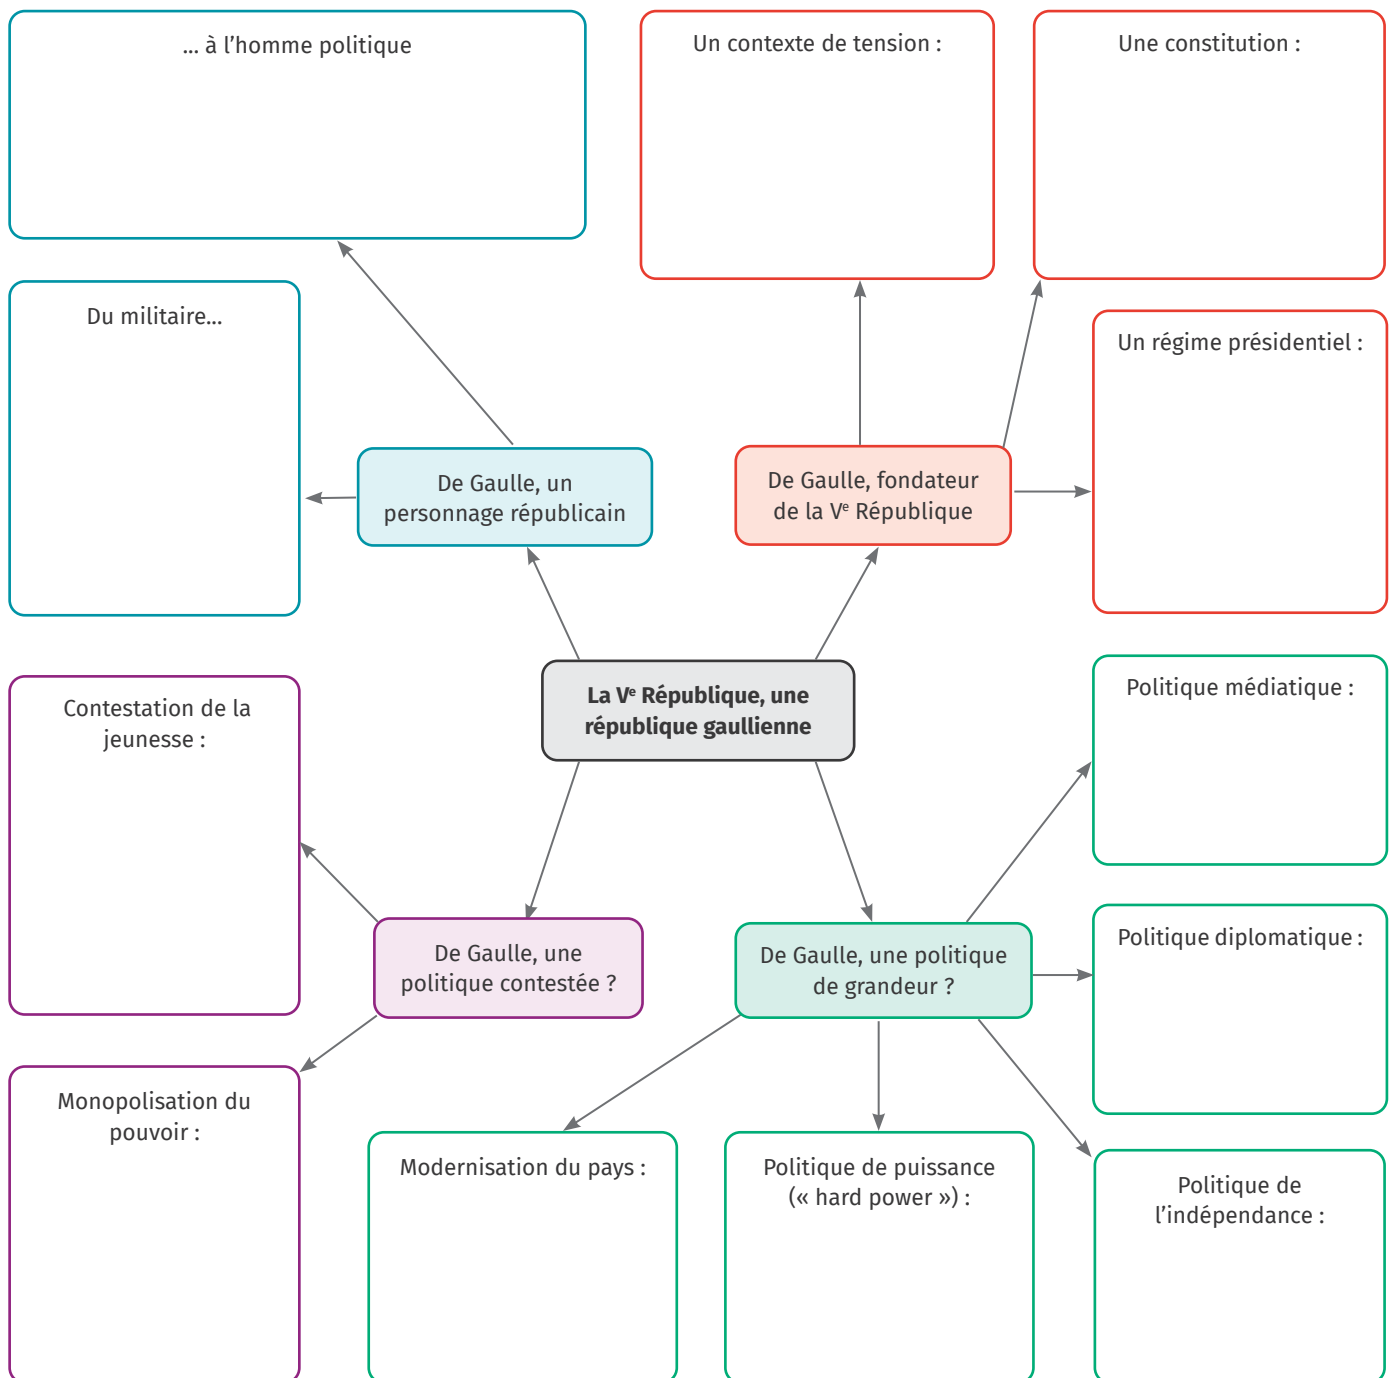 ... à l’homme politique
Un contexte de tension :
Une constitution :
Du militaire...
Un régime présidentiel :
De Gaulle, un
personnage républicain
De Gaulle, fondateur
de la Vᵉ République
La Vᵉ République, une
république gaullienne
Contestation de la
jeunesse :
Politique médiatique :
De Gaulle, une
politique contestée ?
De Gaulle, une politique
de grandeur ?
Politique diplomatique :
Monopolisation du
pouvoir :
Modernisation du pays :
Politique de puissance
(« hard power ») :
Politique de
l’indépendance :